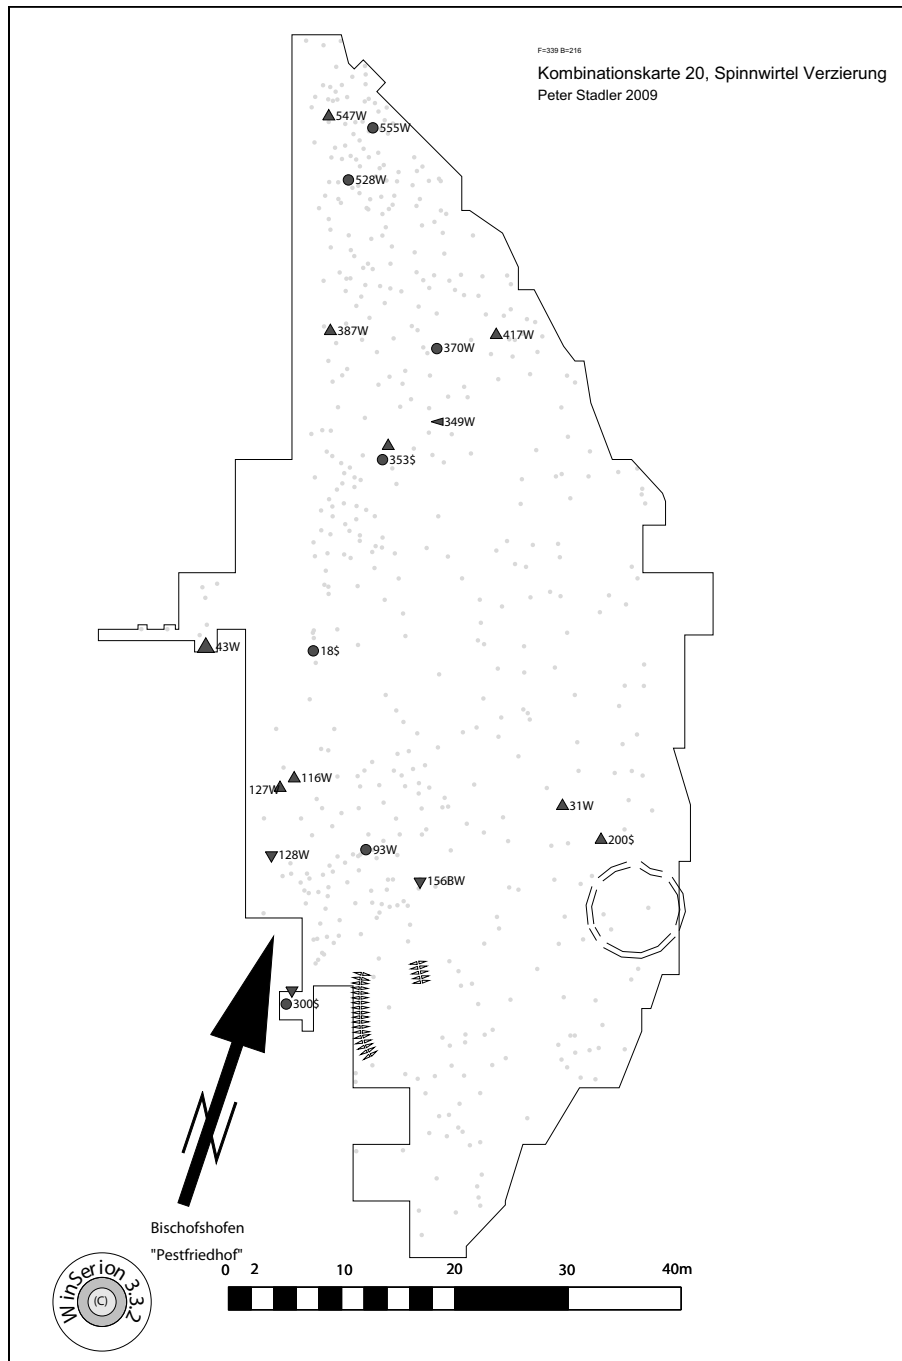 F=339 B=216
Kombinationskarte 20, Spinnwirtel Verzierung
Peter Stadler 2009
547W
555W
528W
387W
370W
417W
349W
353$
43W
18$
116W
127W
31W
200$
128W
93W
156BW
300$
Bischofshofen
"Pestfriedhof"
0 2 10 20 30 40m
WinSerion 3.3.2
(C)